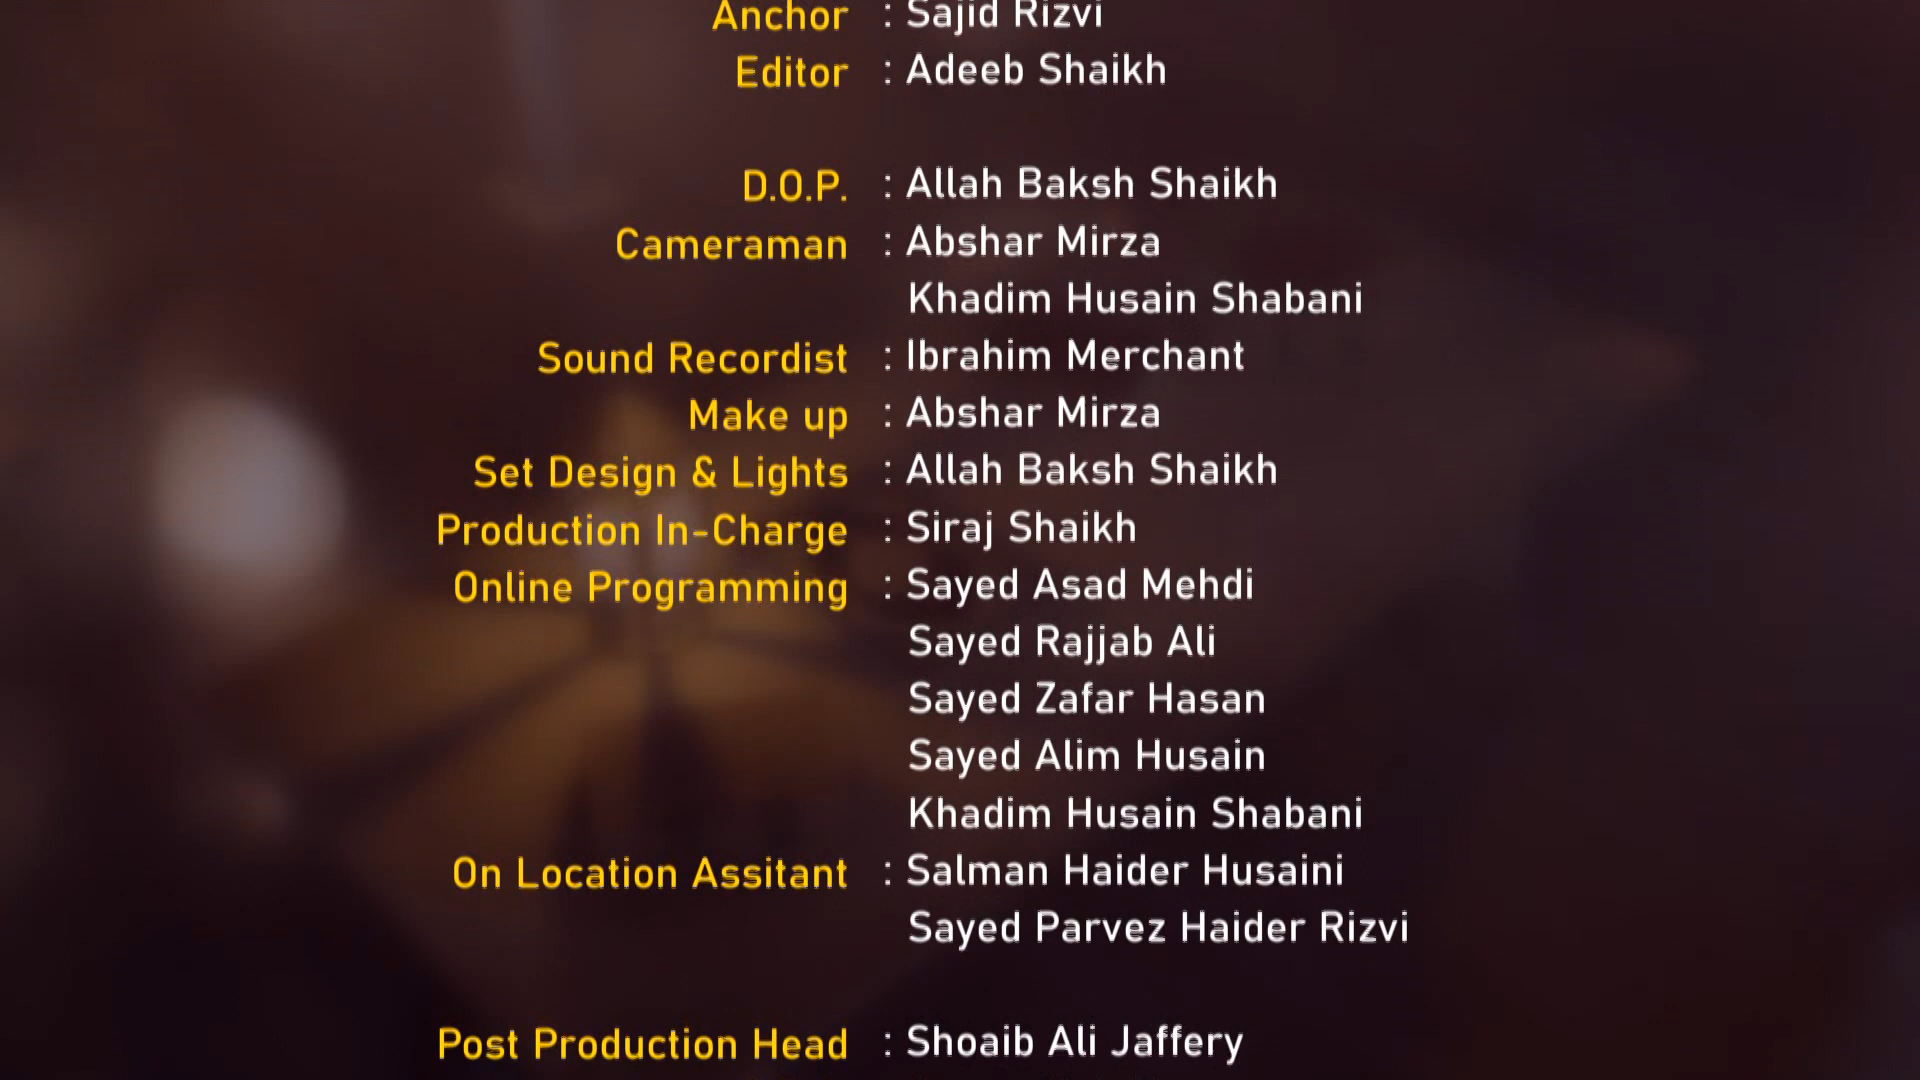 Anchor : Sajid Rizvi
Editor : Adeeb Shaikh
D.O.P. : Allah Baksh Shaikh
Cameraman : Abshar Mirza
Khadim Husain Shabani
Sound Recordist : Ibrahim Merchant
Make up : Abshar Mirza
Set Design & Lights : Allah Baksh Shaikh
Production In-Charge : Siraj Shaikh
Online Programming : Sayed Asad Mehdi
Sayed Rajjab Ali
Sayed Zafar Hasan
Sayed Alim Husain
Khadim Husain Shabani
On Location Assitant : Salman Haider Husaini
Sayed Parvez Haider Rizvi
Post Production Head : Shoaib Ali Jaffery